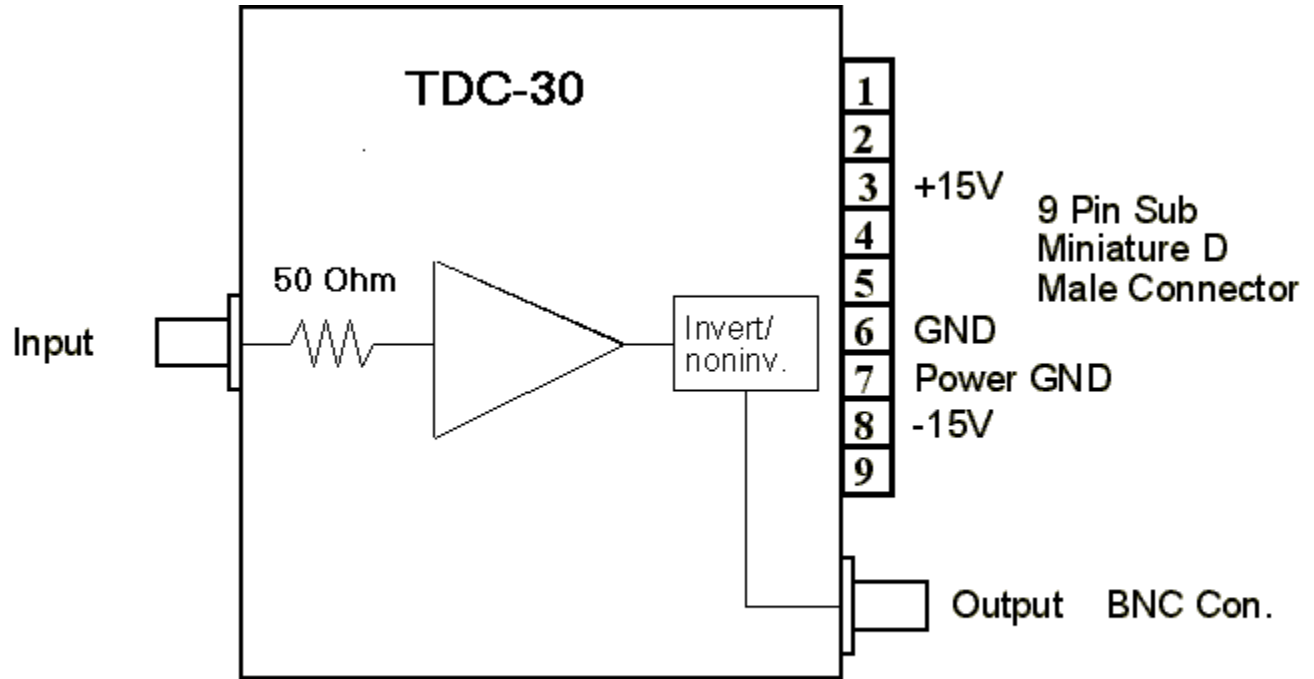 TDC-30
1
2
3 +15V
4
5
6 GND
7 Power GND
8 -15V
9
9 Pin Sub
Miniature D
Male Connector
50 Ohm
Input
Invert/
noninv.
Output BNC Con.